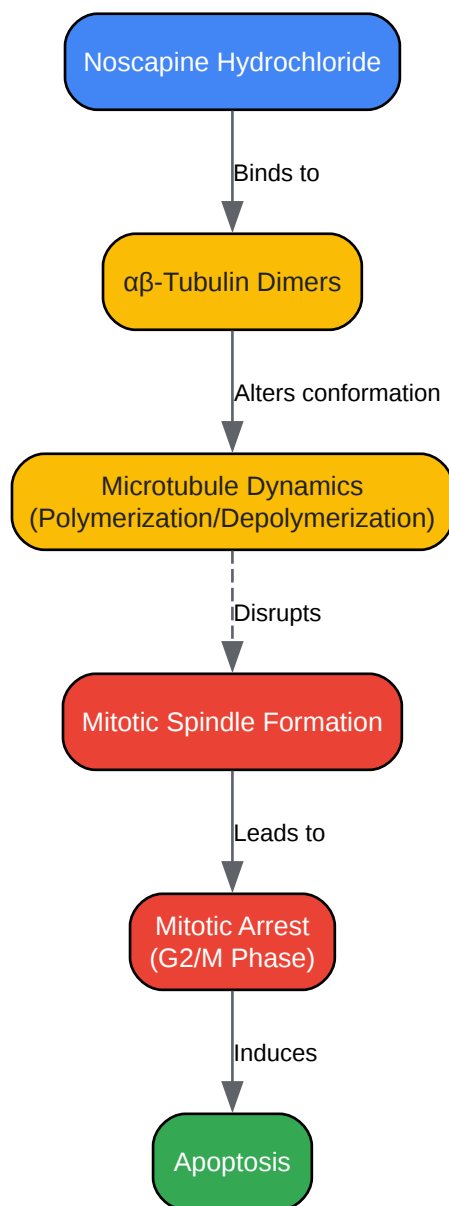 Noscapine Hydrochloride
Binds to
αβ-Tubulin Dimers
Alters conformation
Microtubule Dynamics
(Polymerization/Depolymerization)
Disrupts
Mitotic Spindle Formation
Leads to
Mitotic Arrest
(G2/M Phase)
Induces
Apoptosis